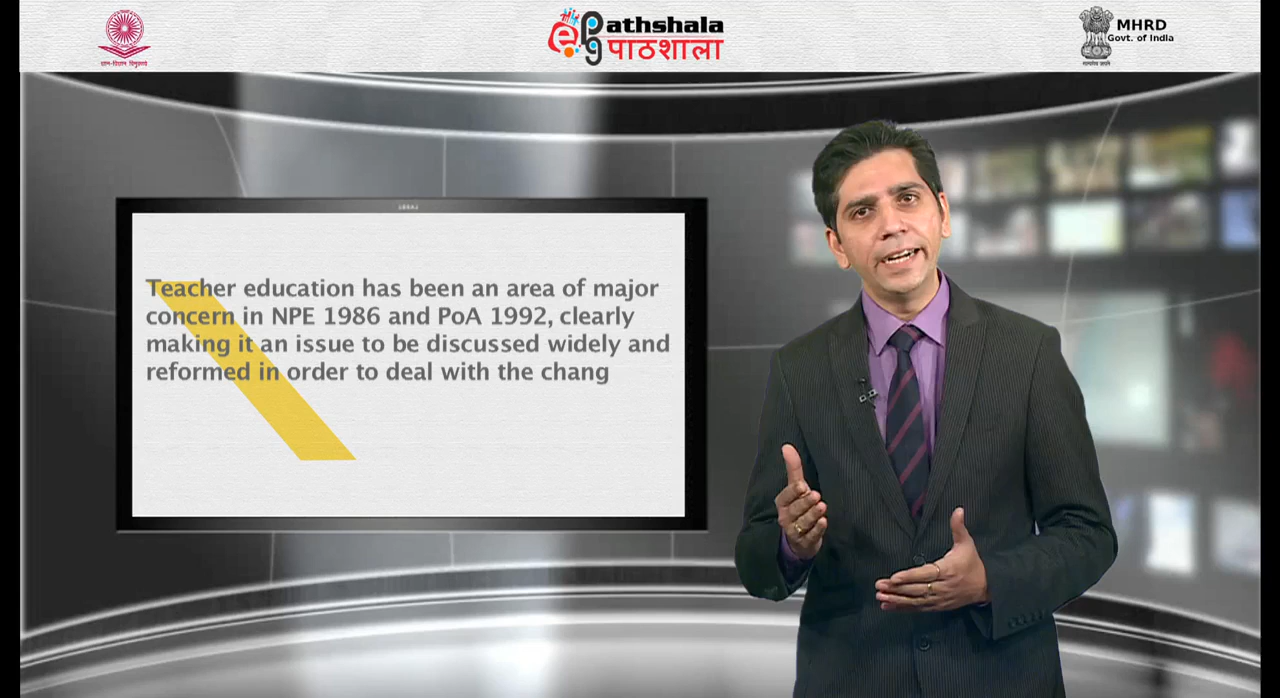 Pathshala
पाठशाला
MHRD
Govt. of India
Teacher education has been an area of major
concern in NPE 1986 and PoA 1992, clearly
making it an issue to be discussed widely and
reformed in order to deal with the chang